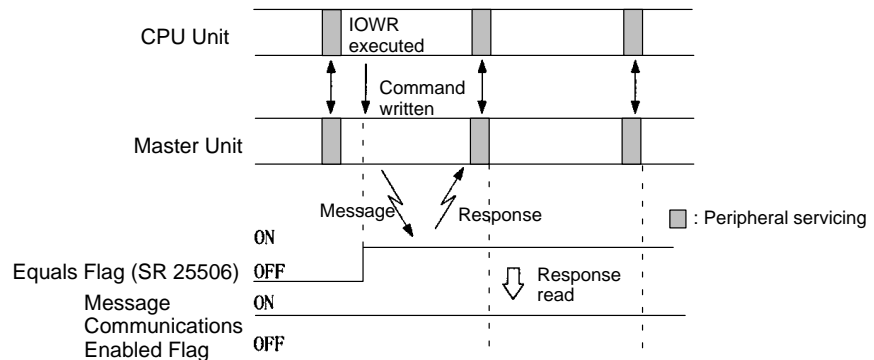 CPU Unit
IOWR
executed
Command
written
Master Unit
Message
Response
: Peripheral servicing
ON
Equals Flag (SR 25506)
OFF
Response
read
Message
Communications
Enabled Flag
ON
OFF